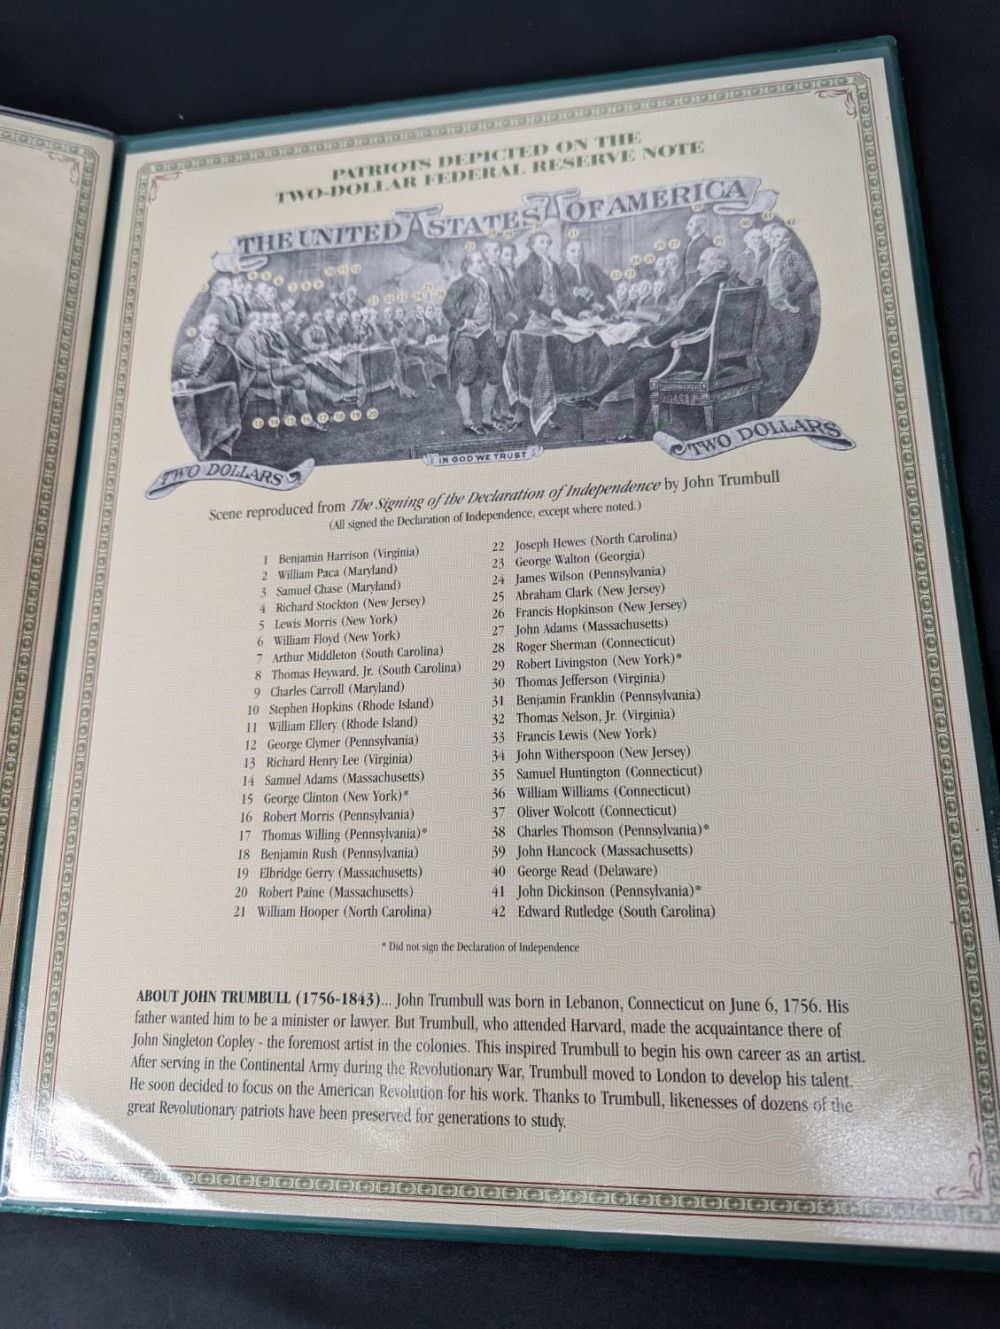 PATRIOTS DEPICTED ON THE
TWO-DOLLAR FEDERAL RESERVE NOTE
THE UNITED STATES OF AMERICA
TWO DOLLARS
IN GOD WE TRUST
TWO DOLLARS
Scene reproduced from The Signing of the Declaration of Independence by John Trumbull
(All signed the Declaration of Independence, except where noted.)
1 Benjamin Harrison (Virginia)
2 William Paca (Maryland)
3 Samuel Chase (Maryland)
4 Richard Stockton (New Jersey)
5 Lewis Morris (New York)
6 William Floyd (New York)
7 Arthur Middleton (South Carolina)
8 Thomas Heyward, Jr. (South Carolina)
9 Charles Carroll (Maryland)
10 Stephen Hopkins (Rhode Island)
11 William Ellery (Rhode Island)
12 George Clymer (Pennsylvania)
13 Richard Henry Lee (Virginia)
14 Samuel Adams (Massachusetts)
15 George Clinton (New York)*
16 Robert Morris (Pennsylvania)
17 Thomas Willing (Pennsylvania)*
18 Benjamin Rush (Pennsylvania)
19 Elbridge Gerry (Massachusetts)
20 Robert Paine (Massachusetts)
21 William Hooper (North Carolina)
22 Joseph Hewes (North Carolina)
23 George Walton (Georgia)
24 James Wilson (Pennsylvania)
25 Abraham Clark (New Jersey)
26 Francis Hopkinson (New Jersey)
27 John Adams (Massachusetts)
28 Roger Sherman (Connecticut)
29 Robert Livingston (New York)*
30 Thomas Jefferson (Virginia)
31 Benjamin Franklin (Pennsylvania)
32 Thomas Nelson, Jr. (Virginia)
33 Francis Lewis (New York)
34 John Witherspoon (New Jersey)
35 Samuel Huntington (Connecticut)
36 William Williams (Connecticut)
37 Oliver Wolcott (Connecticut)
38 Charles Thomson (Pennsylvania)*
39 John Hancock (Massachusetts)
40 George Read (Delaware)
41 John Dickinson (Pennsylvania)*
42 Edward Rutledge (South Carolina)
* Did not sign the Declaration of Independence
ABOUT JOHN TRUMBULL (1756-1843)... John Trumbull was born in Lebanon, Connecticut on June 6, 1756. His
father wanted him to be a minister or lawyer. But Trumbull, who attended Harvard, made the acquaintance there of
John Singleton Copley - the foremost artist in the colonies. This inspired Trumbull to begin his own career as an artist.
After serving in the Continental Army during the Revolutionary War, Trumbull moved to London to develop his talent.
He soon decided to focus on the American Revolution for his work. Thanks to Trumbull, likenesses of dozens of the
great Revolutionary patriots have been preserved for generations to study.